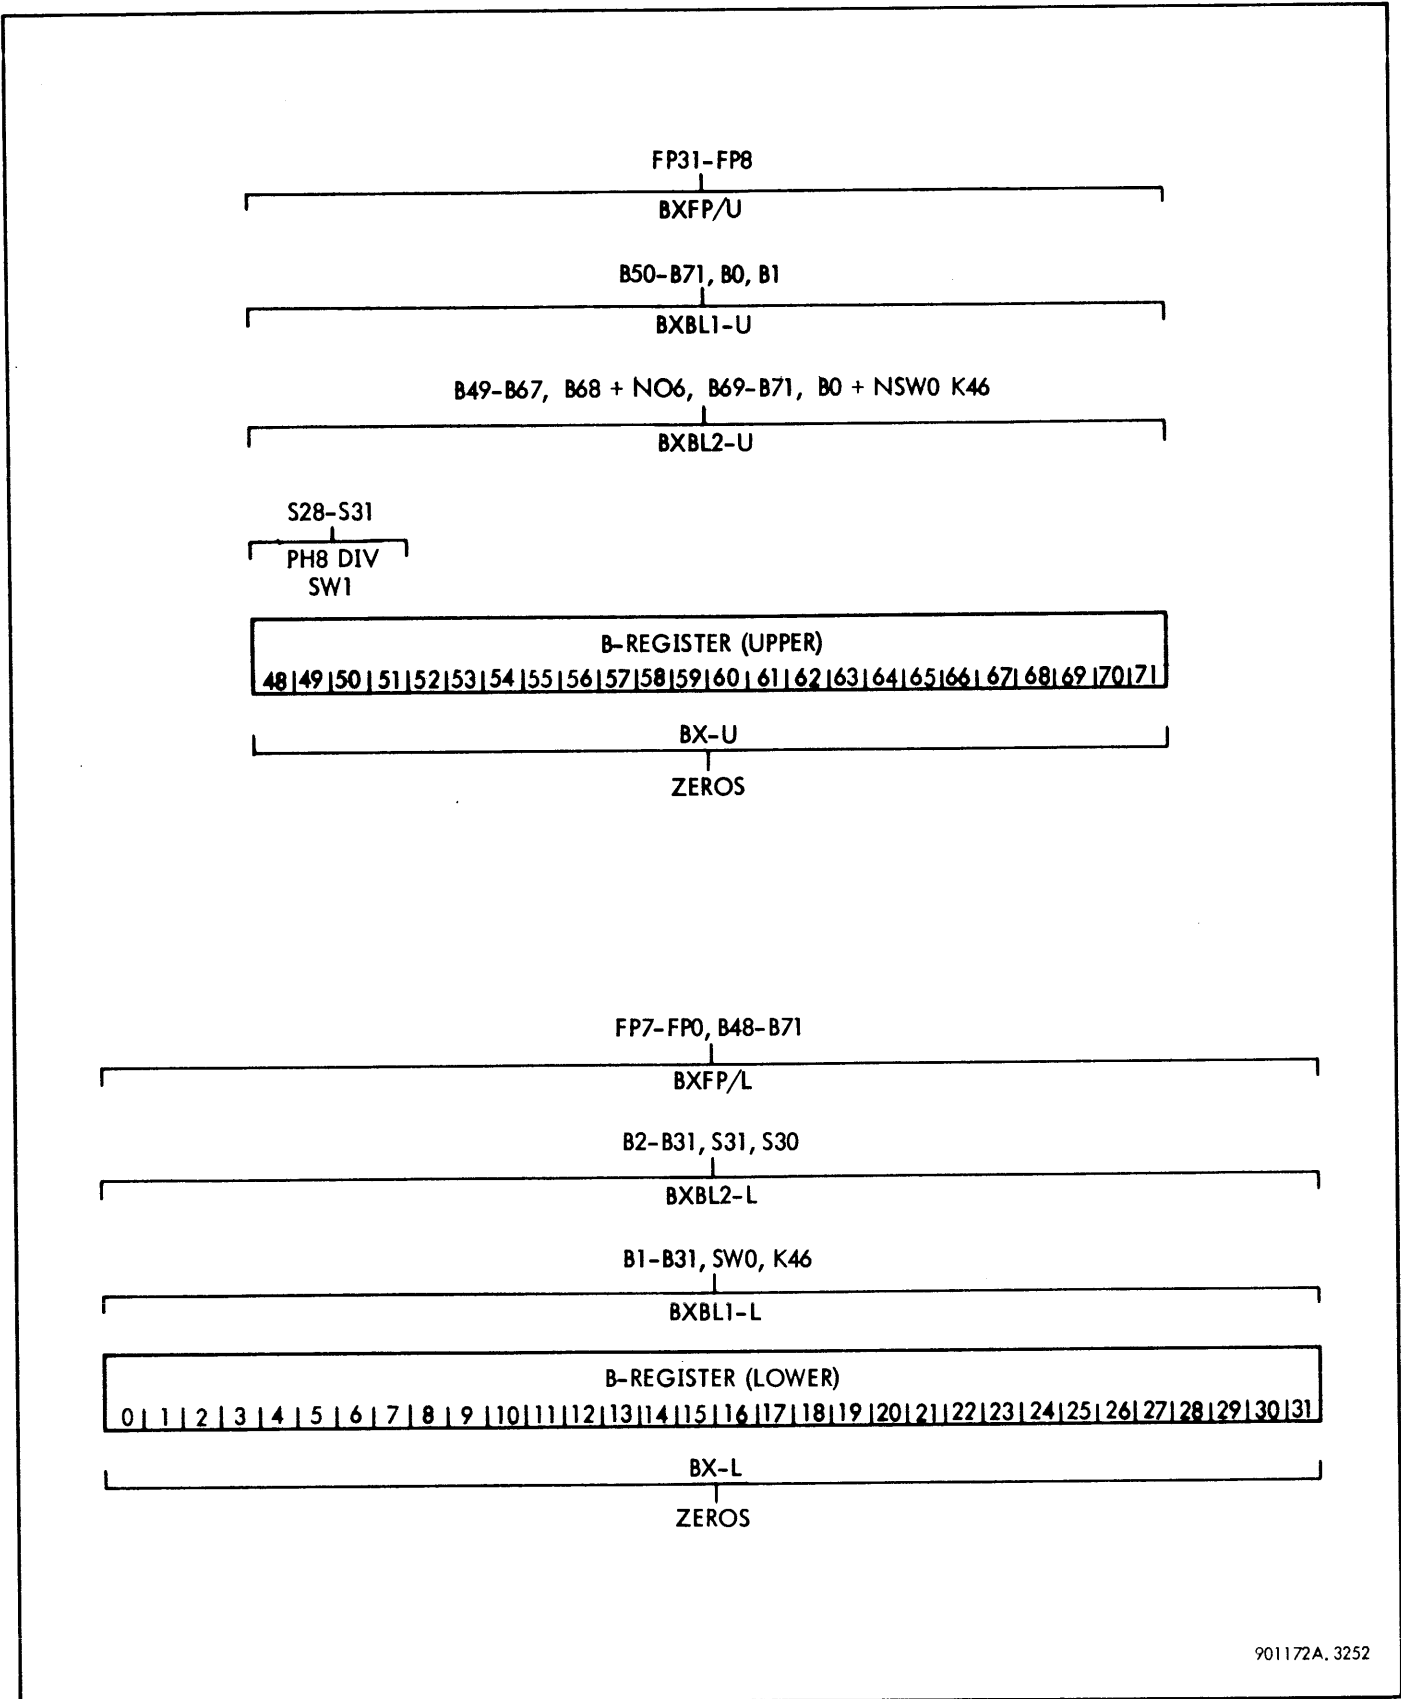 FP31-FP8
BXFP/U
B50-B71, B0, B1
BXBL1-U
B49-B67, B68 + NO6, B69-B71, B0 + NSW0 K46
BXBL2-U
S28-S31
PH8 DIV
SW1
B-REGISTER (UPPER)
48|49|50|51|52|53|54|55|56|57|58|59|60|61|62|63|64|65|66|67|68|69|70|71
BX-U
ZEROS
FP7-FP0, B48-B71
BXFP/L
B2-B31, S31, S30
BXBL2-L
B1-B31, SW0, K46
BXBL1-L
B-REGISTER (LOWER)
0|1|2|3|4|5|6|7|8|9|10|11|12|13|14|15|16|17|18|19|20|21|22|23|24|25|26|27|28|29|30|31
BX-L
ZEROS
901172A. 3252